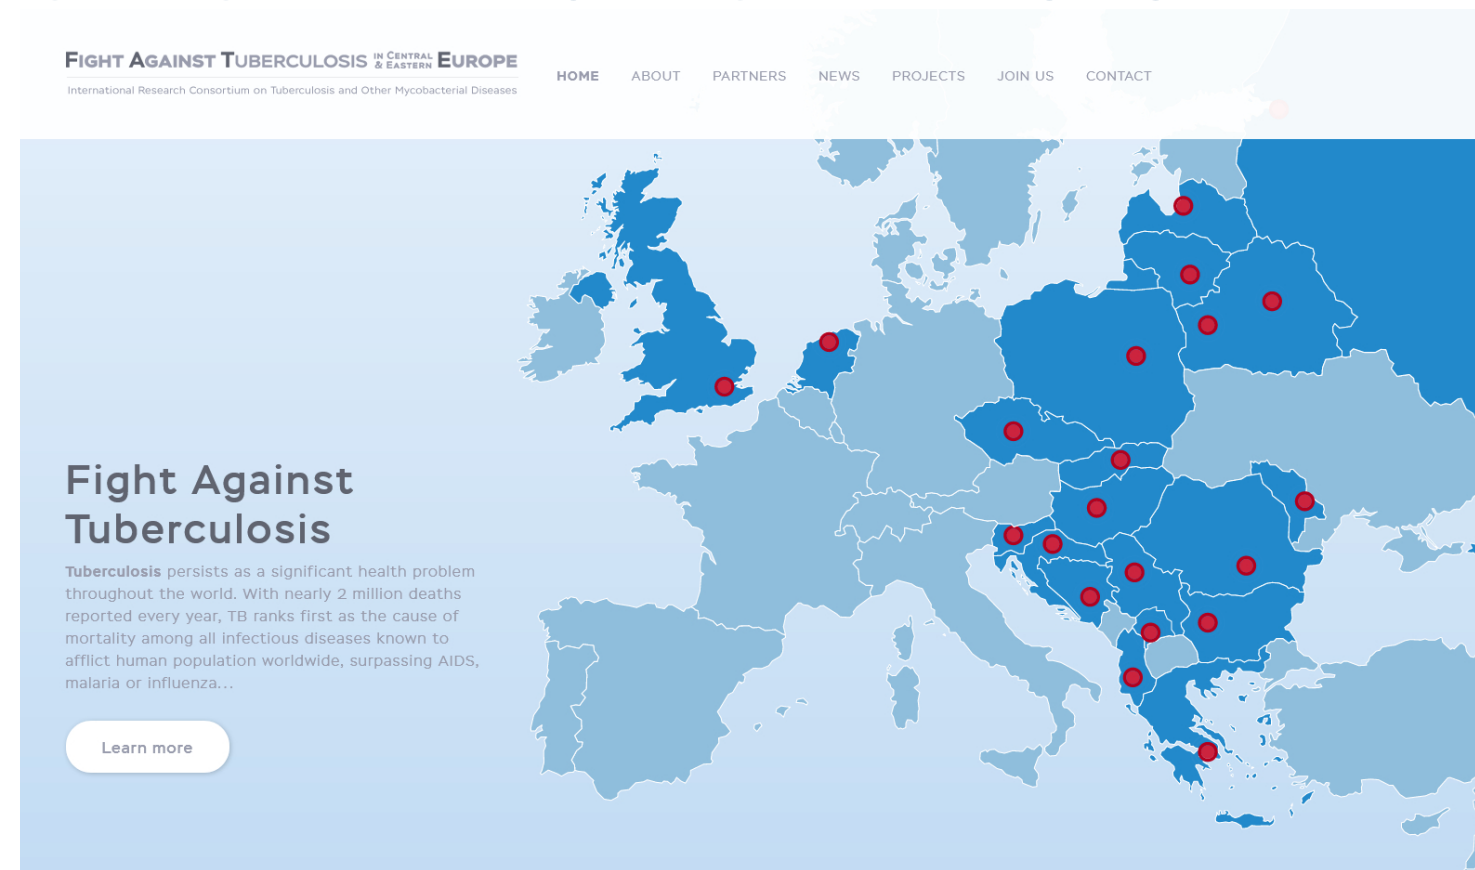 FIGHT AGAINST TUBERCULOSIS IN CENTRAL & EASTERN EUROPE
International Research Consortium on Tuberculosis and Other Mycobacterial Diseases
HOME ABOUT PARTNERS NEWS PROJECTS JOIN US CONTACT
Fight Against
Tuberculosis
Tuberculosis persists as a significant health problem
throughout the world. With nearly 2 million deaths
reported every year, TB ranks first as the cause of
mortality among all infectious diseases known to
afflict human population worldwide, surpassing AIDS,
malaria or influenza...
Learn more